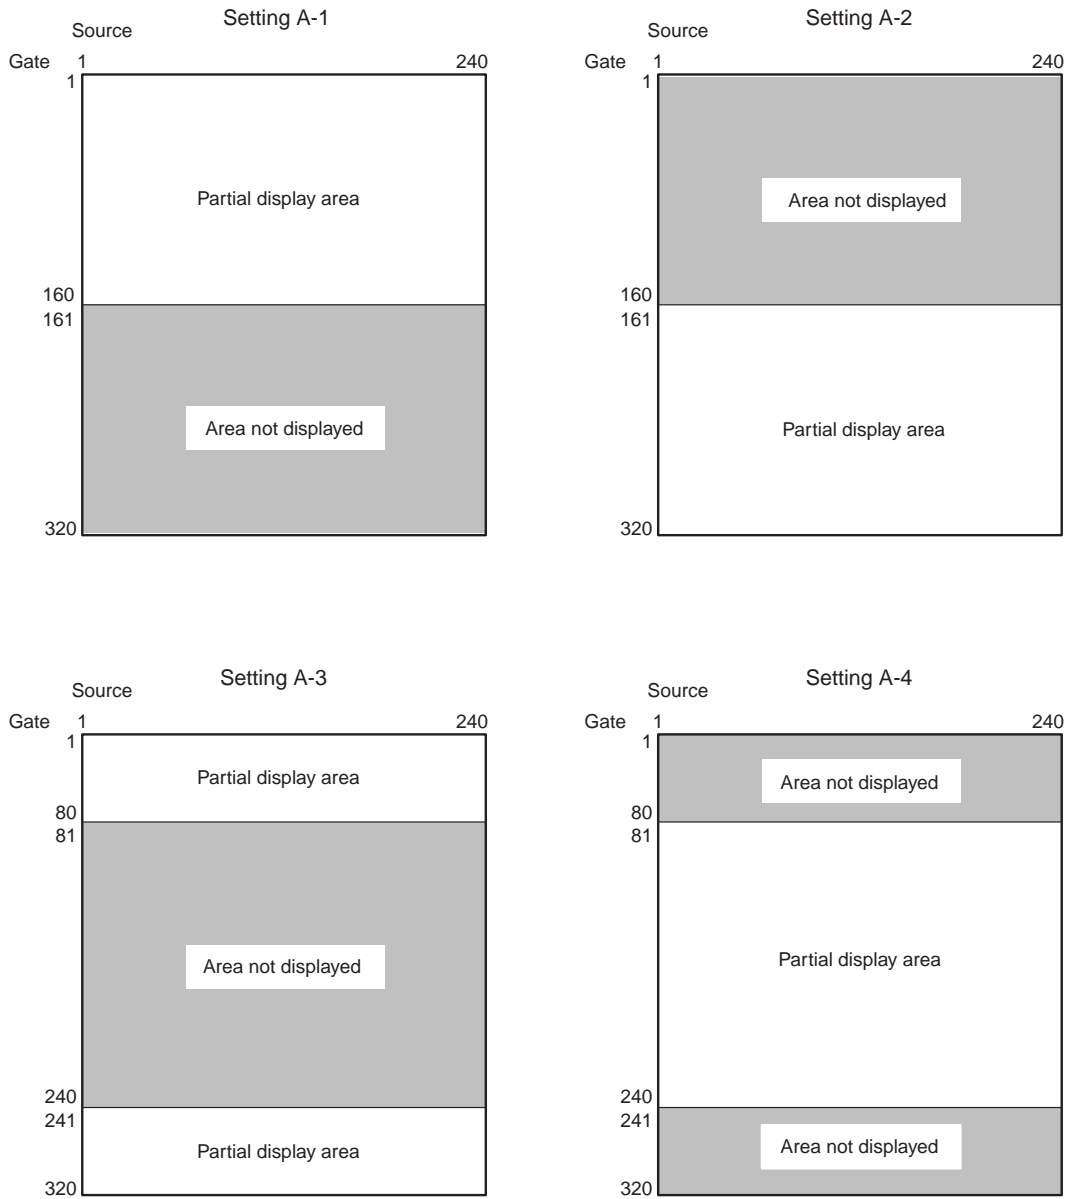 Setting A-1
Source
Gate 1 240
1
Partial display area
160
161
Area not displayed
320
Setting A-2
Source
Gate 1 240
1
Area not displayed
160
161
Partial display area
320
Setting A-3
Source
Gate 1 240
1
Partial display area
80
81
Area not displayed
240
241
Partial display area
320
Setting A-4
Source
Gate 1 240
1
Area not displayed
80
81
Partial display area
240
241
Area not displayed
320